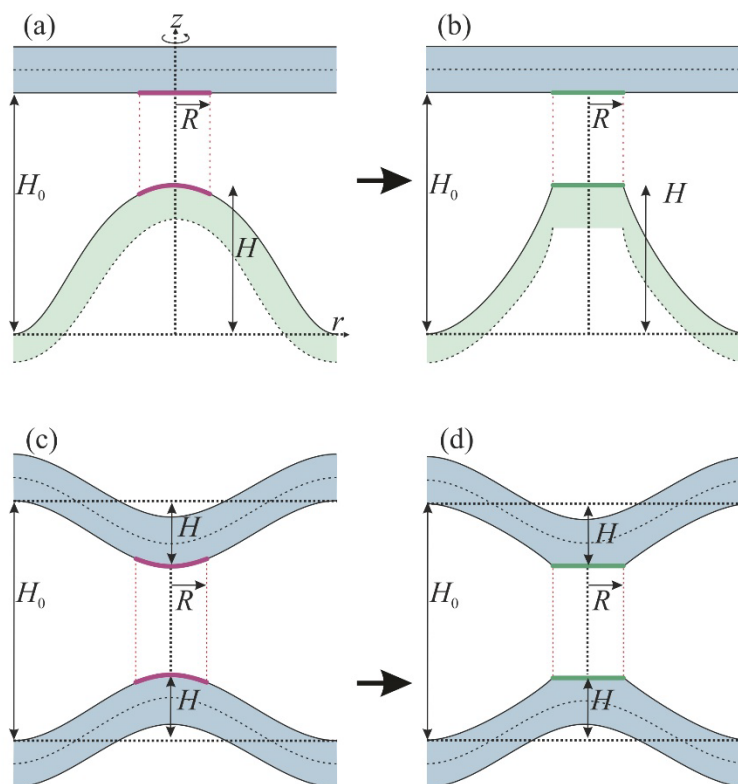 (a) z (b)
R R
H₀ H₀
H H
r
(c) (d)
H H
H₀ R H₀ R
H H